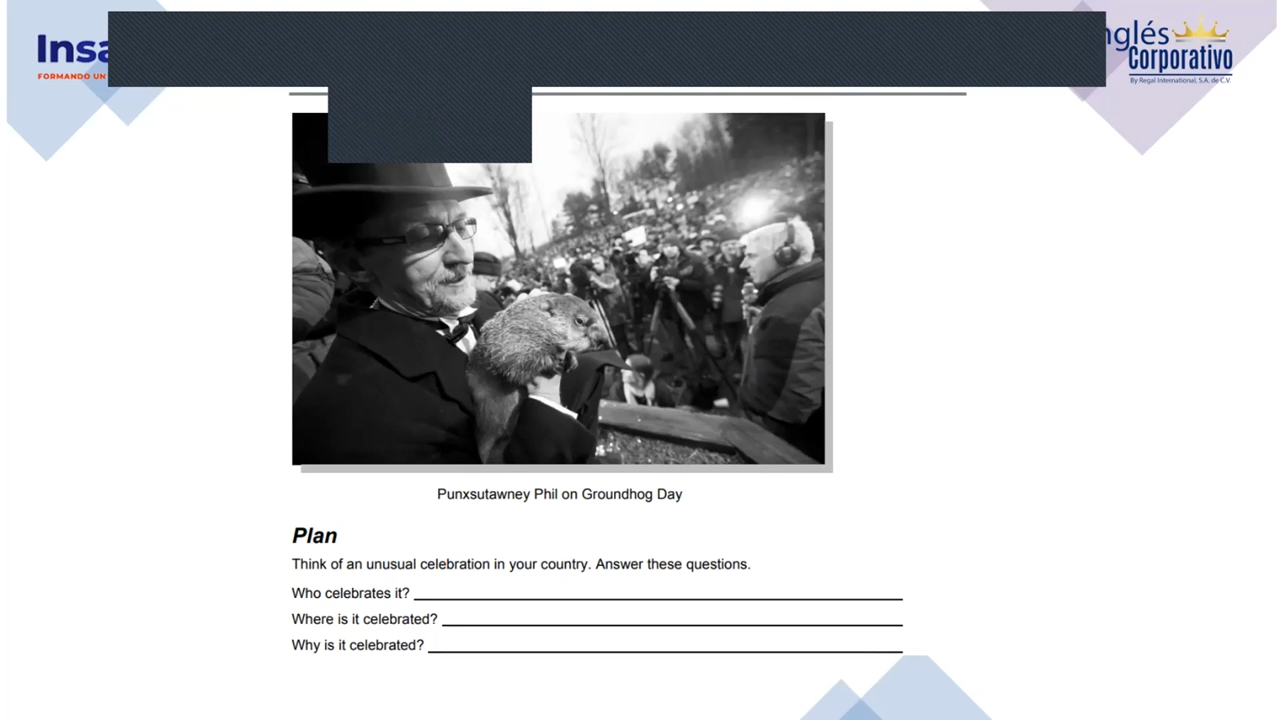 Insa
FORMANDO UN
nglés
Corporativo
By Regal International, S.A. de C.V.
Punxsutawney Phil on Groundhog Day
Plan
Think of an unusual celebration in your country. Answer these questions.
Who celebrates it?
Where is it celebrated?
Why is it celebrated?